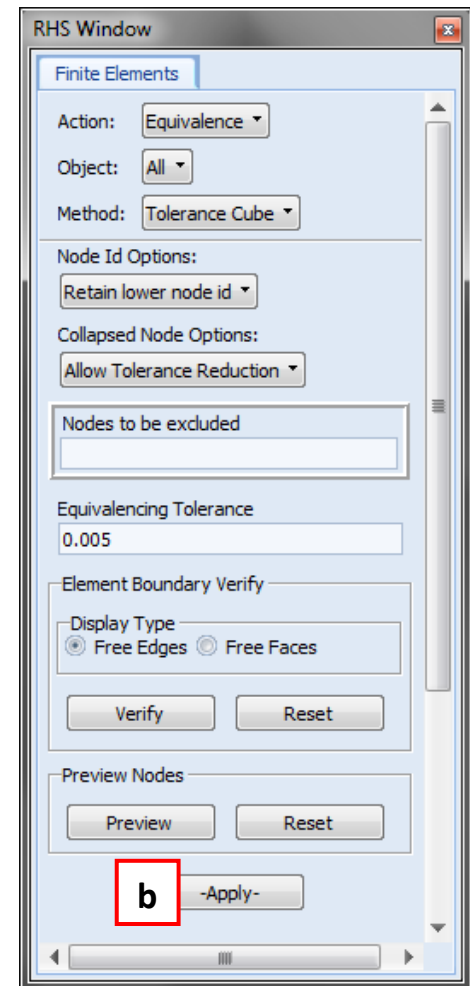 RHS Window
Finite Elements
Action: Equivalence
Object: All
Method: Tolerance Cube
Node Id Options:
Retain lower node id
Collapsed Node Options:
Allow Tolerance Reduction
Nodes to be excluded
Equivalencing Tolerance
0.005
Element Boundary Verify
Display Type
Free Edges Free Faces
Verify Reset
Preview Nodes
Preview Reset
b -Apply-